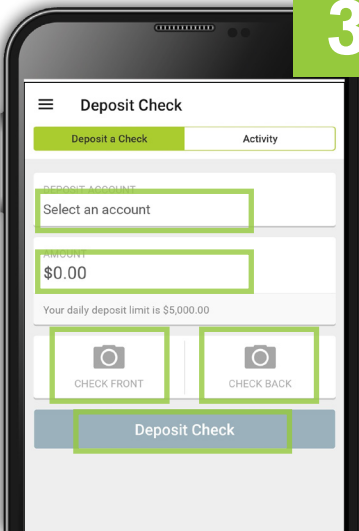 3
Deposit Check
Deposit a Check Activity
DEPOSIT ACCOUNT
Select an account
AMOUNT
$0.00
Your daily deposit limit is $5,000.00
CHECK FRONT CHECK BACK
Deposit Check